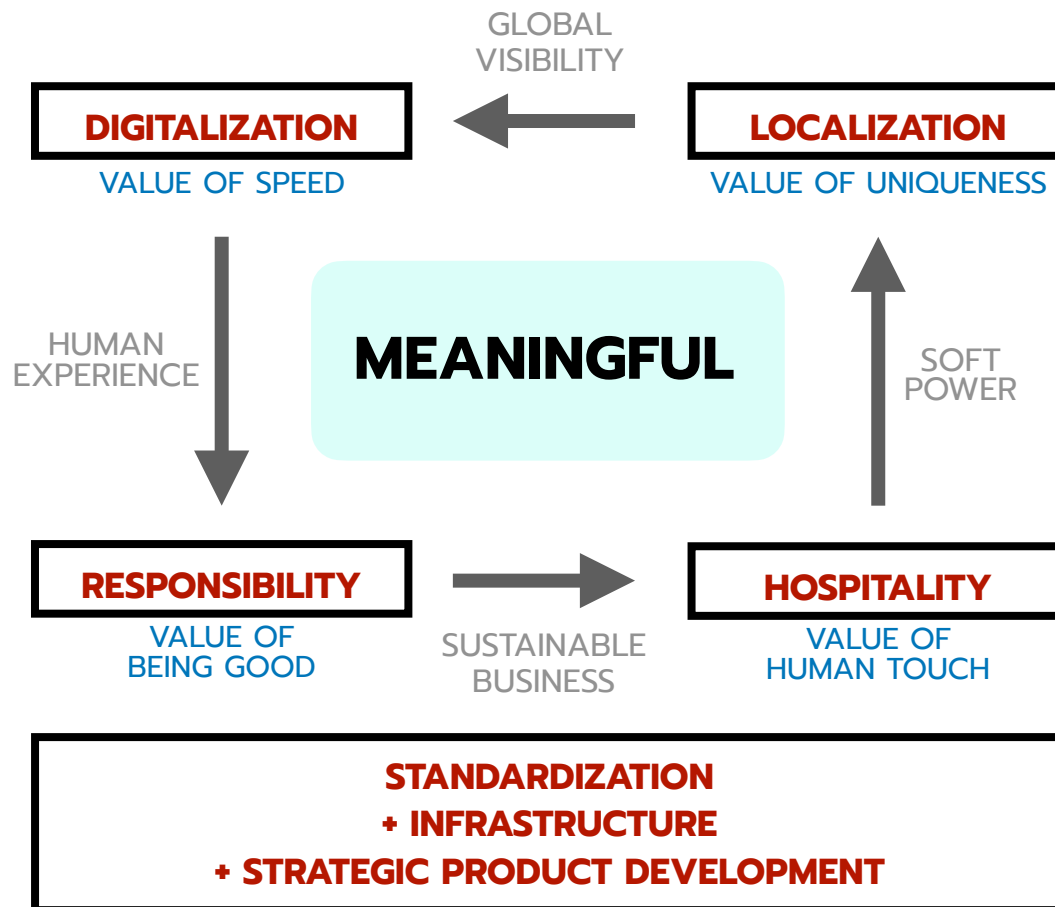 GLOBAL
VISIBILITY
DIGITALIZATION
VALUE OF SPEED
LOCALIZATION
VALUE OF UNIQUENESS
HUMAN
EXPERIENCE
MEANINGFUL
SOFT
POWER
RESPONSIBILITY
VALUE OF
BEING GOOD
SUSTAINABLE
BUSINESS
HOSPITALITY
VALUE OF
HUMAN TOUCH
STANDARDIZATION
+ INFRASTRUCTURE
+ STRATEGIC PRODUCT DEVELOPMENT